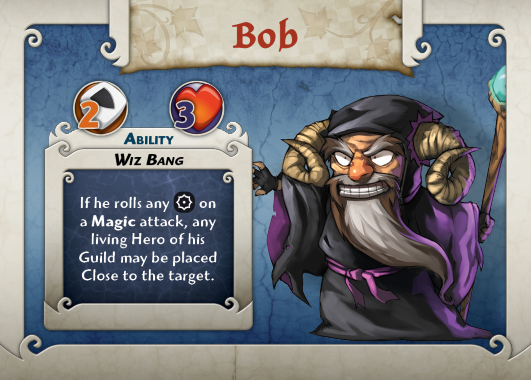 Bob
2 3
Ability
Wiz Bang
If he rolls any on
a Magic attack, any
living Hero of his
Guild may be placed
Close to the target.